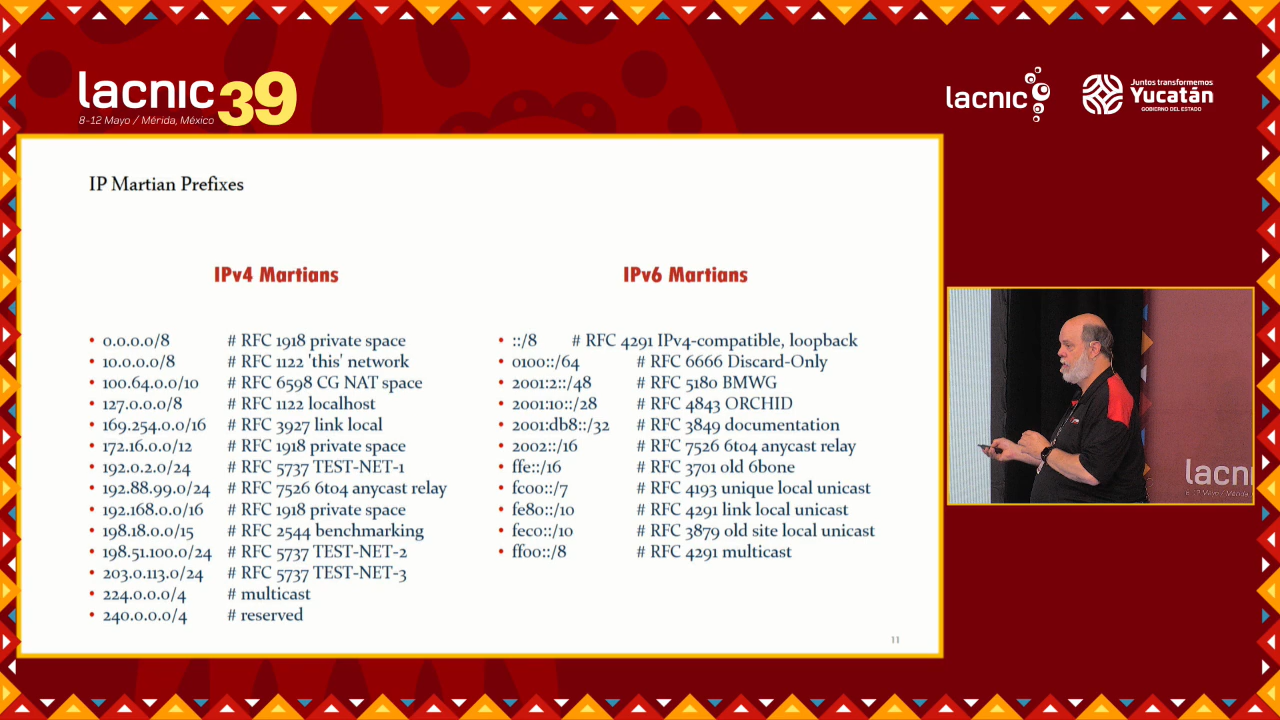 lacnic 39
8-12 Mayo / Mérida, México
lacnic
Juntos transformemos
Yucatán
GOBIERNO DEL ESTADO
IP Martian Prefixes
IPv4 Martians
• 0.0.0.0/8 # RFC 1918 private space
• 10.0.0.0/8 # RFC 1122 'this' network
• 100.64.0.0/10 # RFC 6598 CG NAT space
• 127.0.0.0/8 # RFC 1122 localhost
• 169.254.0.0/16 # RFC 3927 link local
• 172.16.0.0/12 # RFC 1918 private space
• 192.0.2.0/24 # RFC 5737 TEST-NET-1
• 192.88.99.0/24 # RFC 7526 6to4 anycast relay
• 192.168.0.0/16 # RFC 1918 private space
• 198.18.0.0/15 # RFC 2544 benchmarking
• 198.51.100.0/24 # RFC 5737 TEST-NET-2
• 203.0.113.0/24 # RFC 5737 TEST-NET-3
• 224.0.0.0/4 # multicast
• 240.0.0.0/4 # reserved
IPv6 Martians
• ::/8 # RFC 4291 IPv4-compatible, loopback
• 0100::/64 # RFC 6666 Discard-Only
• 2001:2::/48 # RFC 5180 BMWG
• 2001:10::/28 # RFC 4843 ORCHID
• 2001:db8::/32 # RFC 3849 documentation
• 2002::/16 # RFC 7526 6to4 anycast relay
• ffe::/16 # RFC 3701 old 6bone
• fc00::/7 # RFC 4193 unique local unicast
• fe80::/10 # RFC 4291 link local unicast
• fec0::/10 # RFC 3879 old site local unicast
• ff00::/8 # RFC 4291 multicast
11
lacni
8-12 Mayo / Mérida